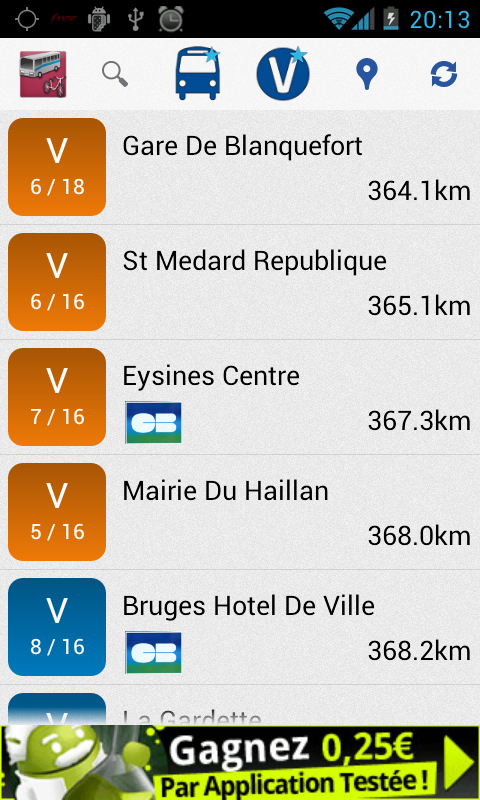 free
20:13
V
V
6 / 18
Gare De Blanquefort
364.1km
V
6 / 16
St Medard Republique
365.1km
V
7 / 16
Eysines Centre
CB
367.3km
V
5 / 16
Mairie Du Haillan
368.0km
V
8 / 16
Bruges Hotel De Ville
CB
368.2km
V
La Gardette
Gagnez 0,25€
Par Application Testée !